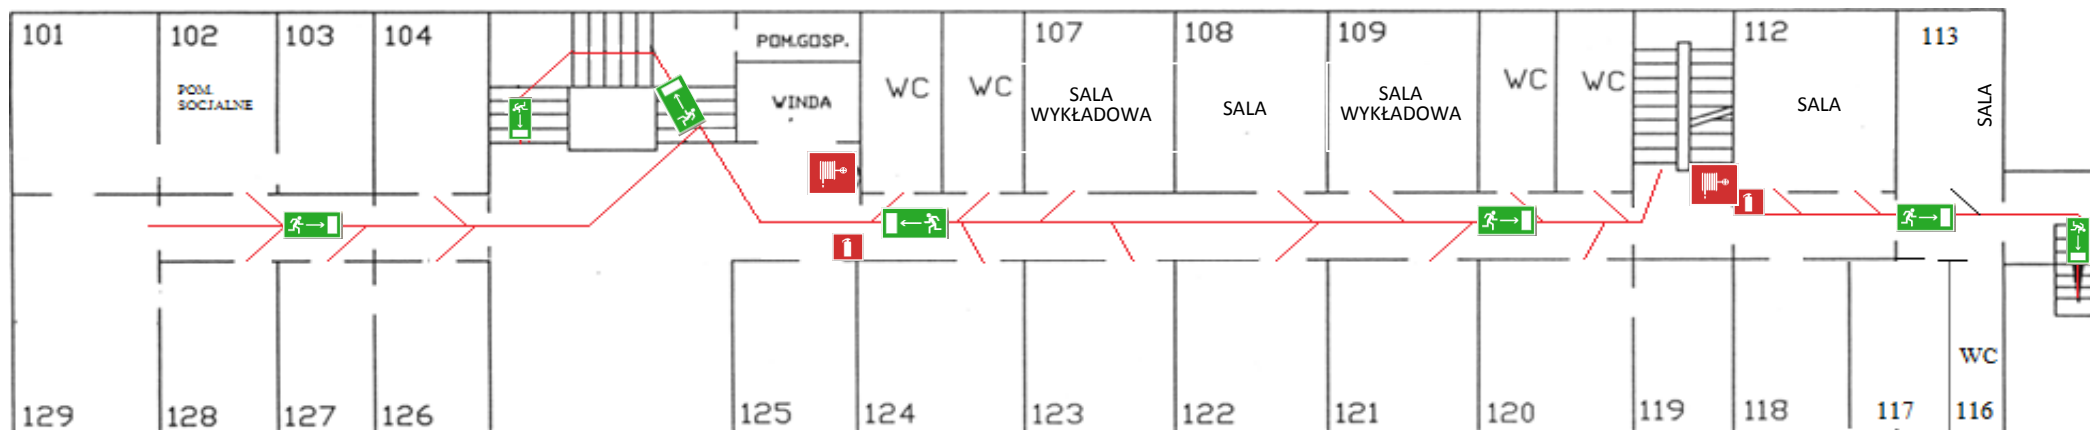 101
102
103
104
POM.
SOCJALNE
POM.GOSP.
WINDA
WC
WC
107
SALA
WYKŁADOWA
108
SALA
109
SALA
WYKŁADOWA
WC
WC
112
SALA
113
SALA
129
128
127
126
125
124
123
122
121
120
119
118
117
WC
116